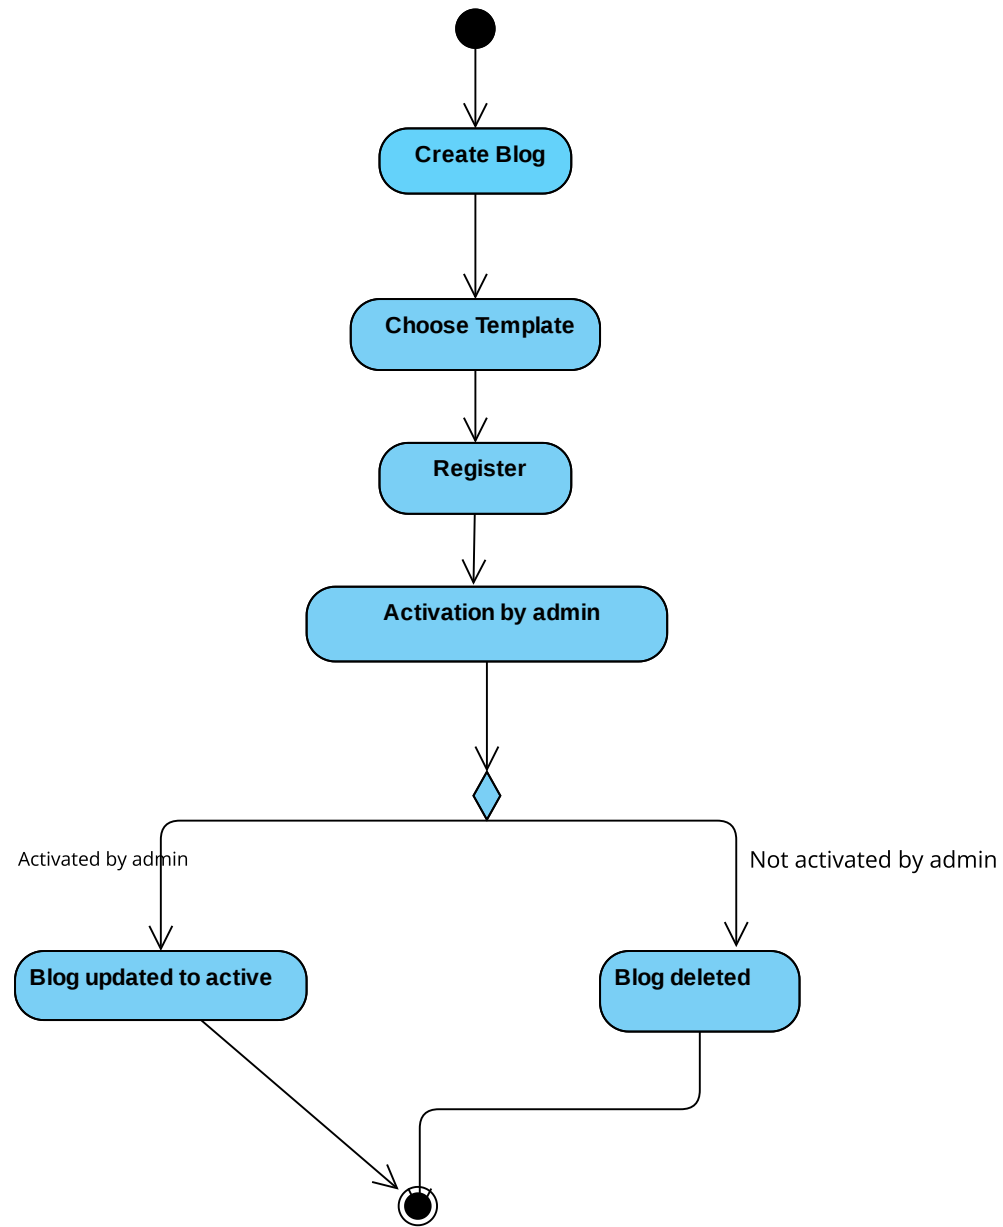 Create Blog
Choose Template
Register
Activation by admin
Activated by admin
Not activated by admin
Blog updated to active
Blog deleted